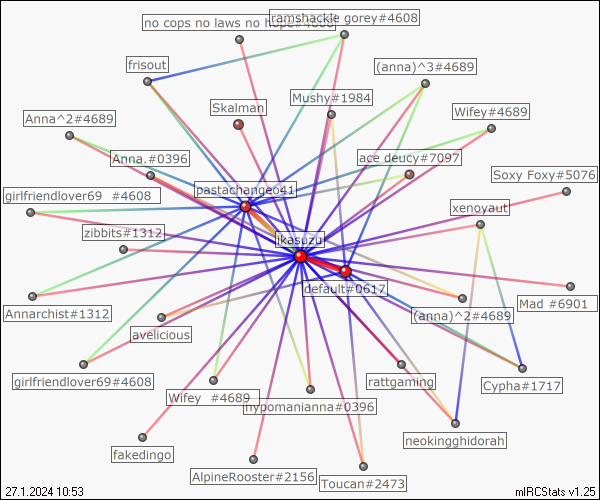 no cops no laws no hope#4608
ramshackle gorey#4608
frisout
(anna)^3#4689
Skalman
Mushy#1984
Wifey#4689
Anna^2#4689
Anna.#0396
ace deucy#7097
pastachangeo41
Soxy Foxy#5076
girlfriendlover69 #4608
xenoyaut
zibbits#1312
ikasuzu
default#0617
Mad #6901
Annarchist#1312
(anna)^2#4689
avelicious
girlfriendlover69#4608
Wifey #4689
rattgaming
Cypha#1717
hypomanianna#0396
neokingghidorah
fakedingo
AlpineRooster#2156
Toucan#2473
27.1.2024 10:53
mIRCStats v1.25